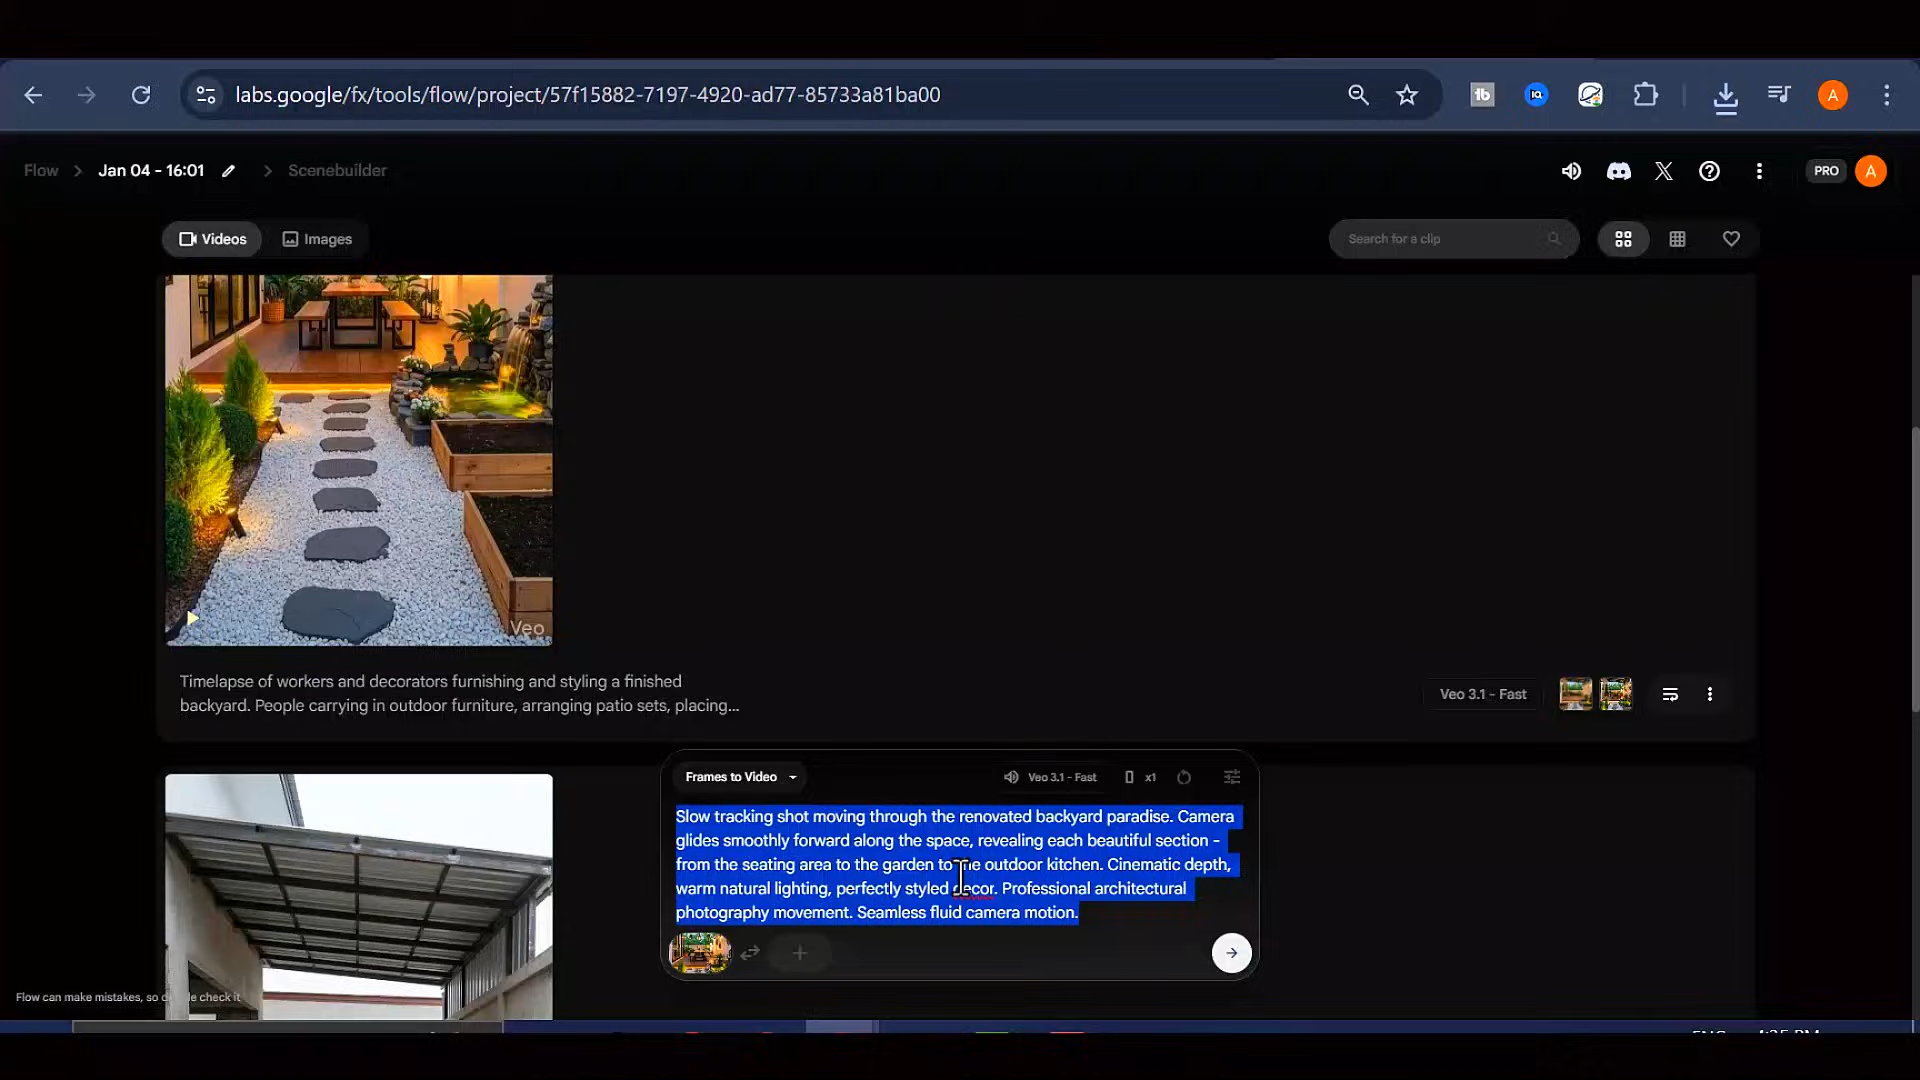 labs.google/fx/tools/flow/project/57f15882-7197-4920-ad77-85733a81ba00
A
Flow
Jan 04 - 16:01
Scenebuilder
PRO
A
Videos
Images
Search for a clip
Veo
Timelapse of workers and decorators furnishing and styling a finished
backyard. People carrying in outdoor furniture, arranging patio sets, placing...
Veo 3.1 - Fast
Frames to Video
Veo 3.1 - Fast
x1
Slow tracking shot moving through the renovated backyard paradise. Camera
glides smoothly forward along the space, revealing each beautiful section -
from the seating area to the garden to the outdoor kitchen. Cinematic depth,
warm natural lighting, perfectly styled decor. Professional architectural
photography movement. Seamless fluid camera motion.
Flow can make mistakes, so double check it